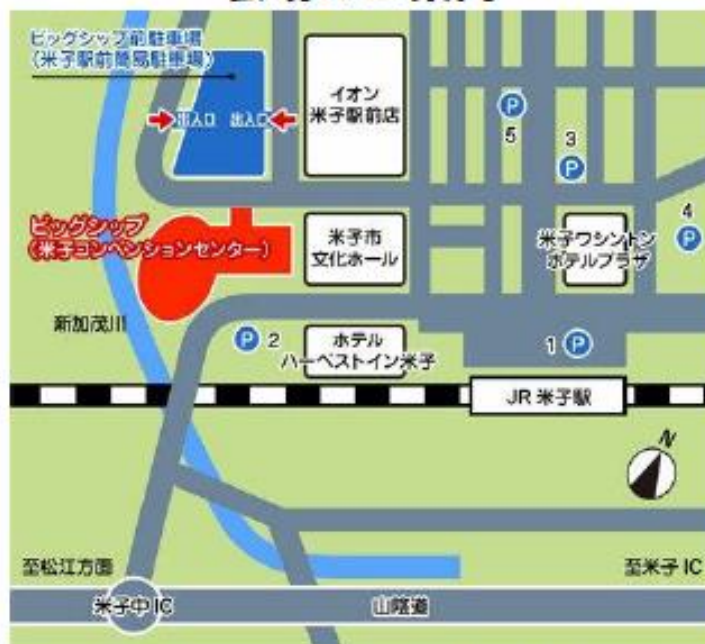 ビッグシップ前駐車場
(米子駅前簡易駐車場)
出入口 出入口
イオン
米子駅前店
P
5
3
P
ビッグシップ
(米子コンベンションセンター)
米子市
文化ホール
米子ワシントン
ホテルプラザ
4
P
新加茂川
P 2
ホテル
ハーベストイン米子
1 P
JR 米子駅
N
至松江方面
至米子 IC
米子中 IC
山陰道